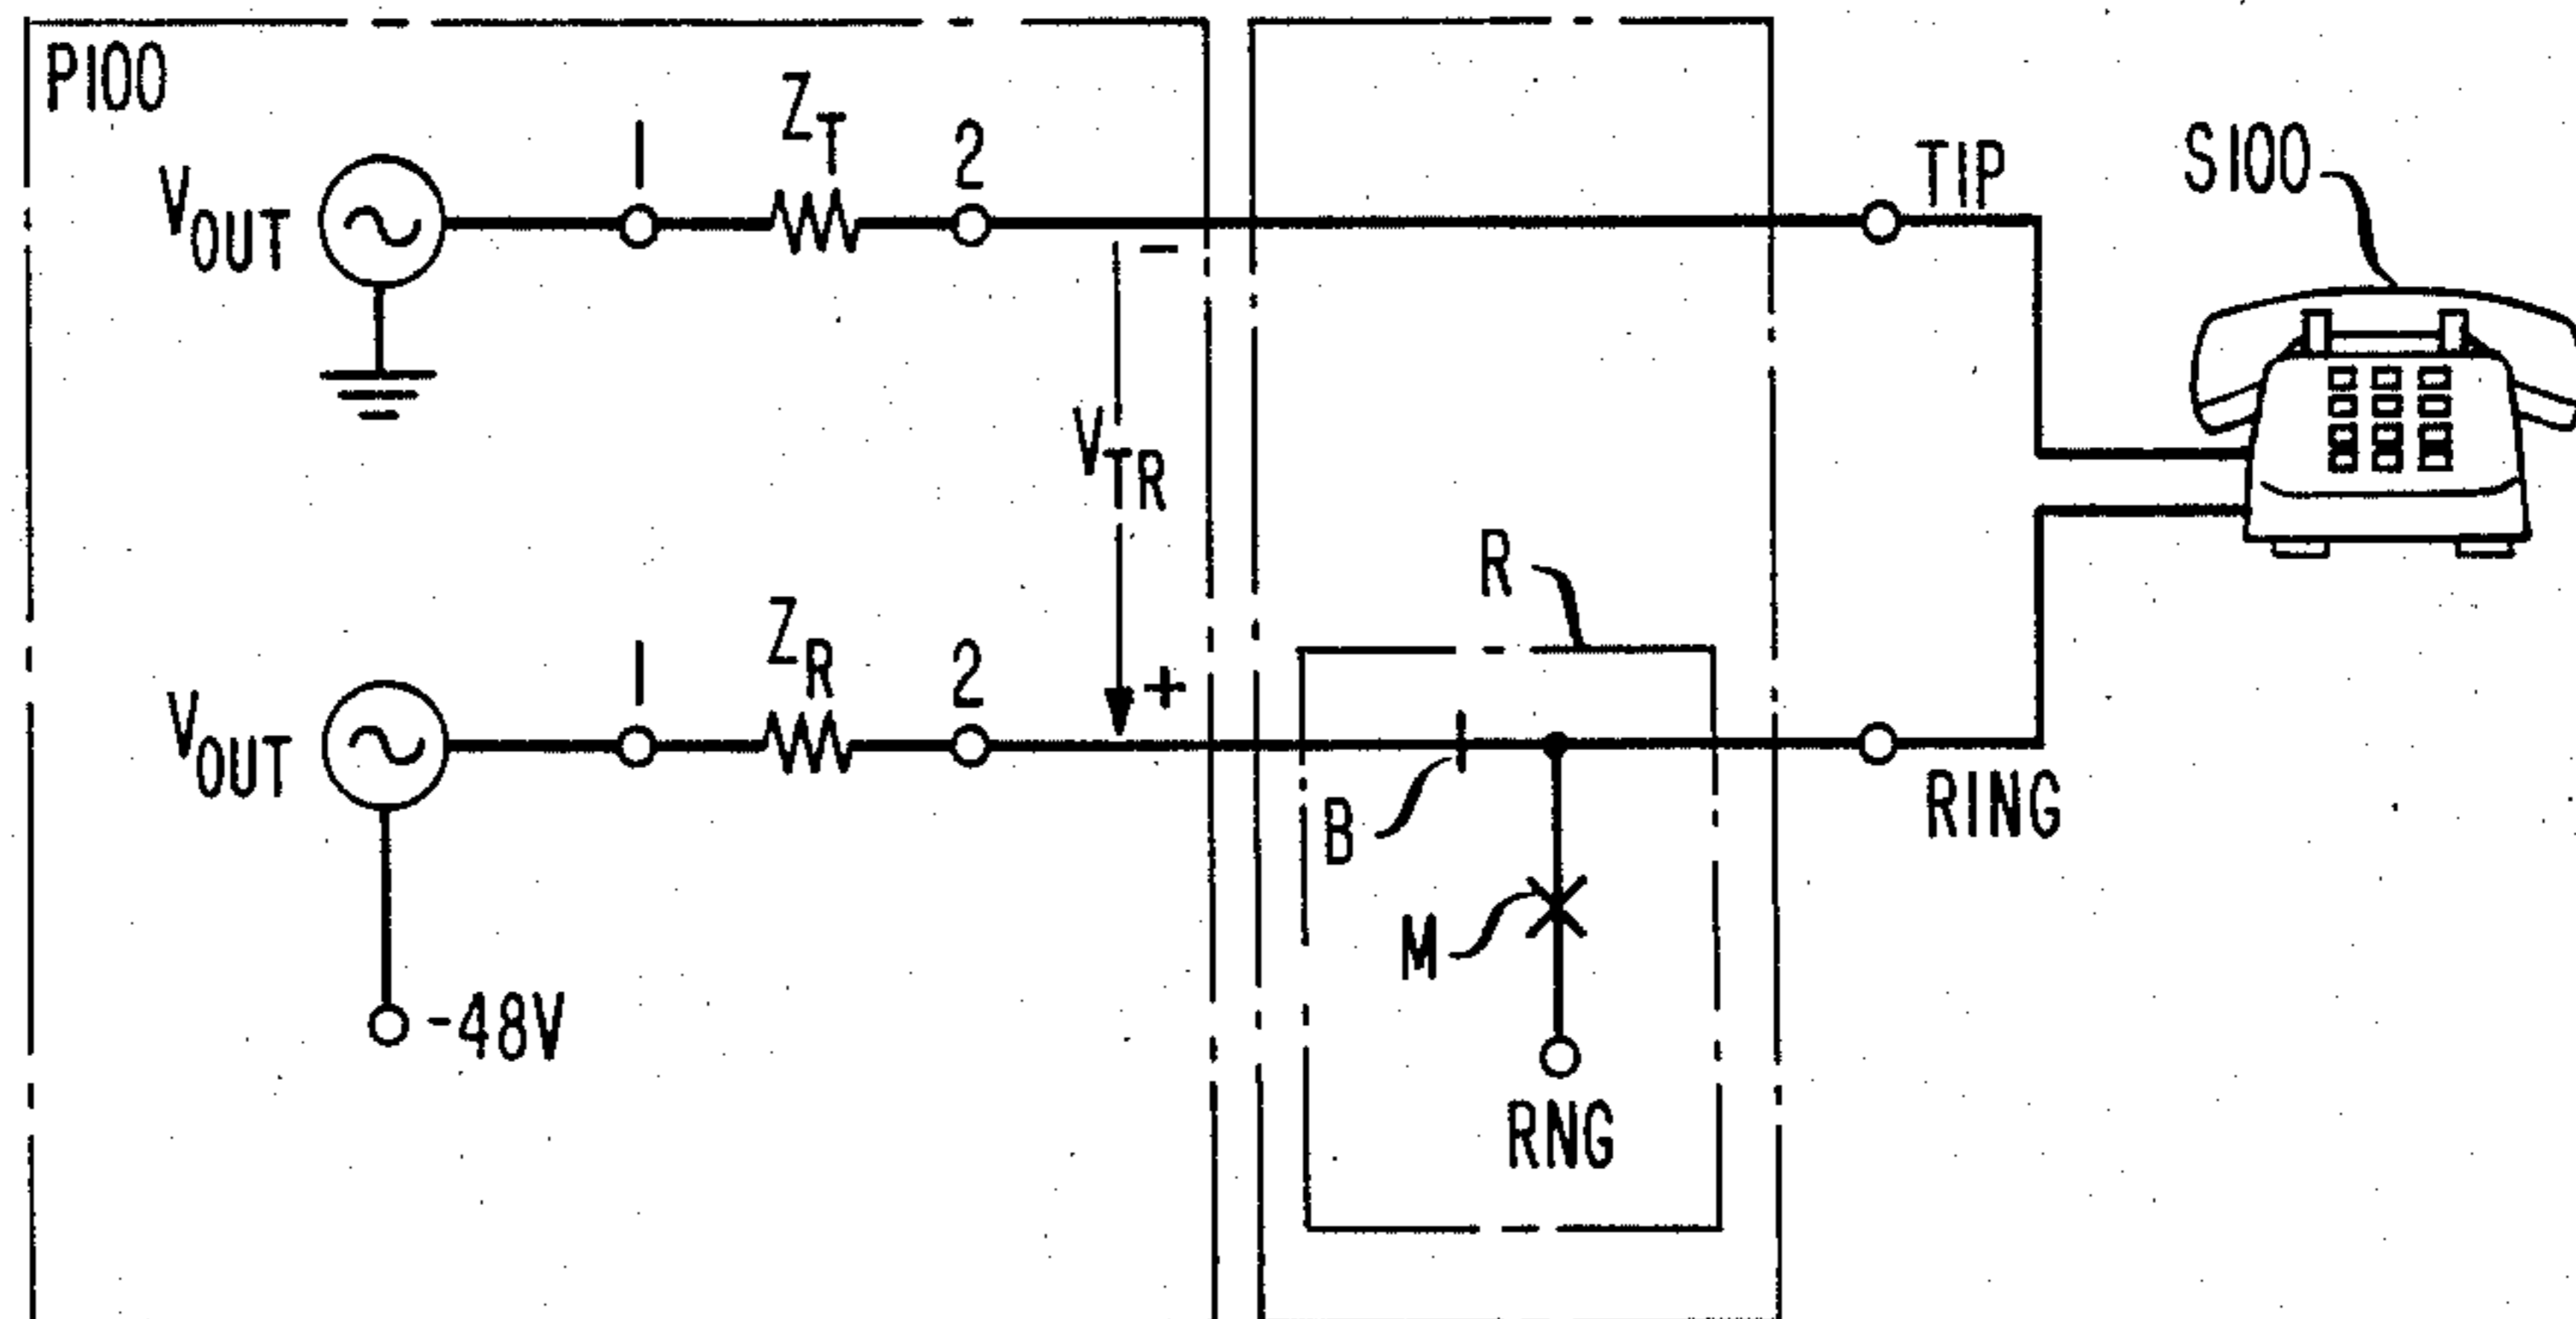 P100
1 Z_T 2
V_OUT
TIP
S100
-
V_TR
R
1 Z_R 2
+
V_OUT
B
RING
M
-48V
RNG